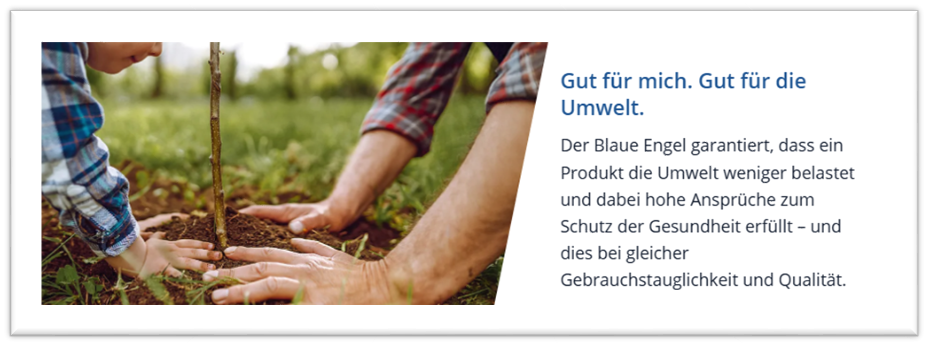 Gut für mich. Gut für die
Umwelt.
Der Blaue Engel garantiert, dass ein
Produkt die Umwelt weniger belastet
und dabei hohe Ansprüche zum
Schutz der Gesundheit erfüllt – und
dies bei gleicher
Gebrauchstauglichkeit und Qualität.